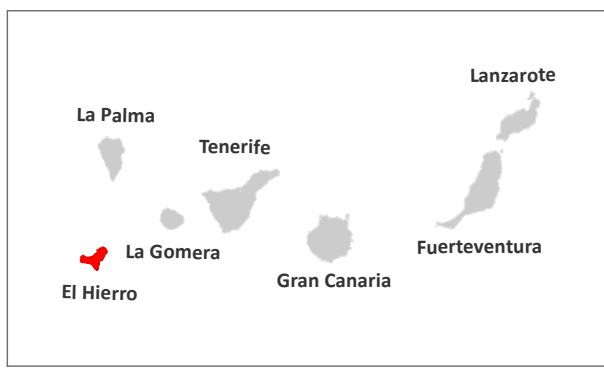 Lanzarote
La Palma
Tenerife
La Gomera
Fuerteventura
Gran Canaria
El Hierro